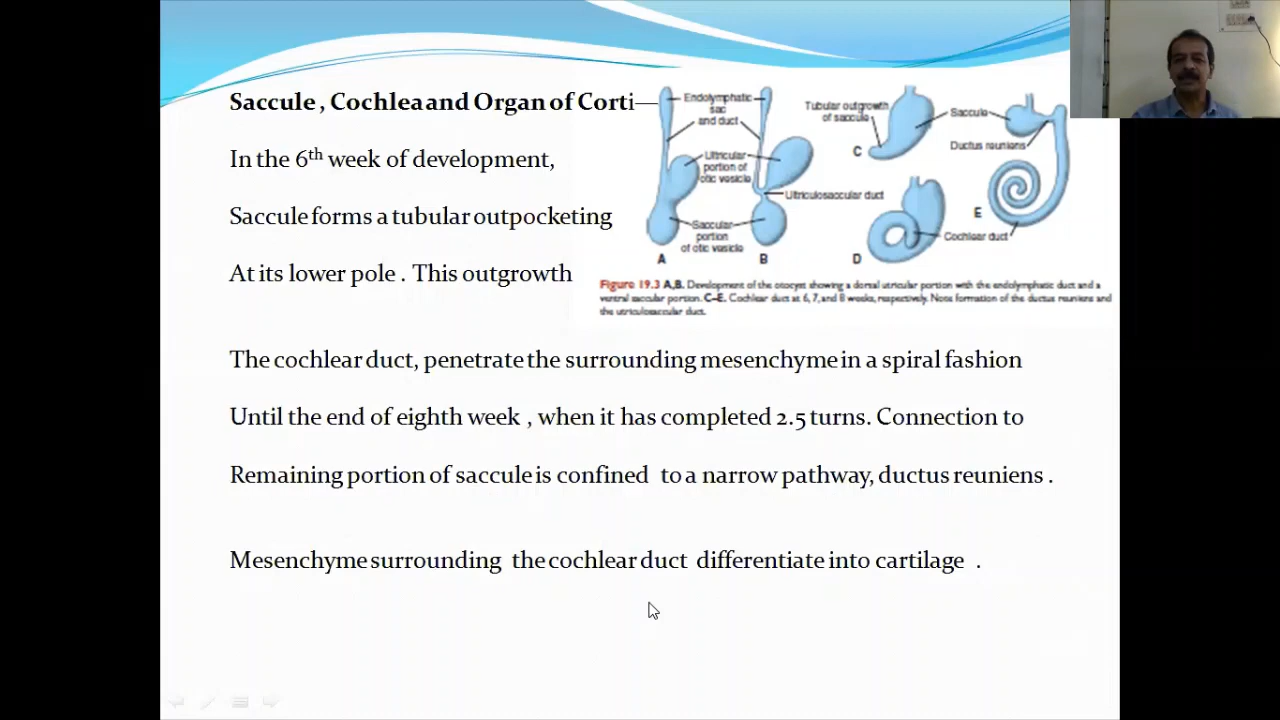 Saccule , Cochlea and Organ of Corti—
In the 6th week of development,
Saccule forms a tubular outpocketing
At its lower pole . This outgrowth
Endolymphatic
sac
and duct
Utricular
portion of
otic vesicle
Utriculosaccular duct
Saccular
portion
of otic vesicle
A
B
Tubular outgrowth
of saccule
C
Saccule
Ductus reuniens
E
D
Cochlear duct
Figure 19.3 A,B. Development of the otocyst showing a dorsal utricular portion with the endolymphatic duct and a
ventral saccular portion. C–E. Cochlear duct at 6, 7, and 8 weeks, respectively. Note formation of the ductus reuniens and
the utriculosaccular duct.
The cochlear duct, penetrate the surrounding mesenchyme in a spiral fashion
Until the end of eighth week , when it has completed 2.5 turns. Connection to
Remaining portion of saccule is confined to a narrow pathway, ductus reuniens .
Mesenchyme surrounding the cochlear duct differentiate into cartilage .